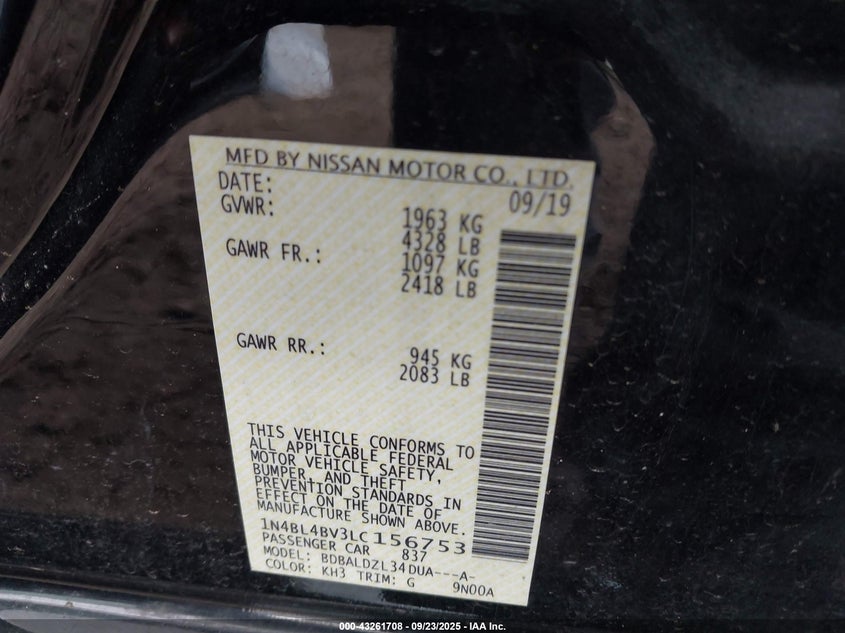 MFD BY NISSAN MOTOR CO., LTD.
DATE: 09/19
GVWR: 1963 KG
4328 LB
GAWR FR.: 1097 KG
2418 LB
GAWR RR.: 945 KG
2083 LB
THIS VEHICLE CONFORMS TO
ALL APPLICABLE FEDERAL
MOTOR VEHICLE SAFETY,
BUMPER, AND THEFT
PREVENTION STANDARDS IN
EFFECT ON THE DATE OF
MANUFACTURE SHOWN ABOVE.
1N4BL4BV3LC156753
PASSENGER CAR 837
MODEL: BDBALDZL34DUA---A-
COLOR: KH3 TRIM: G 9N00A
000-43261708 - 09/23/2025 - IAA Inc.